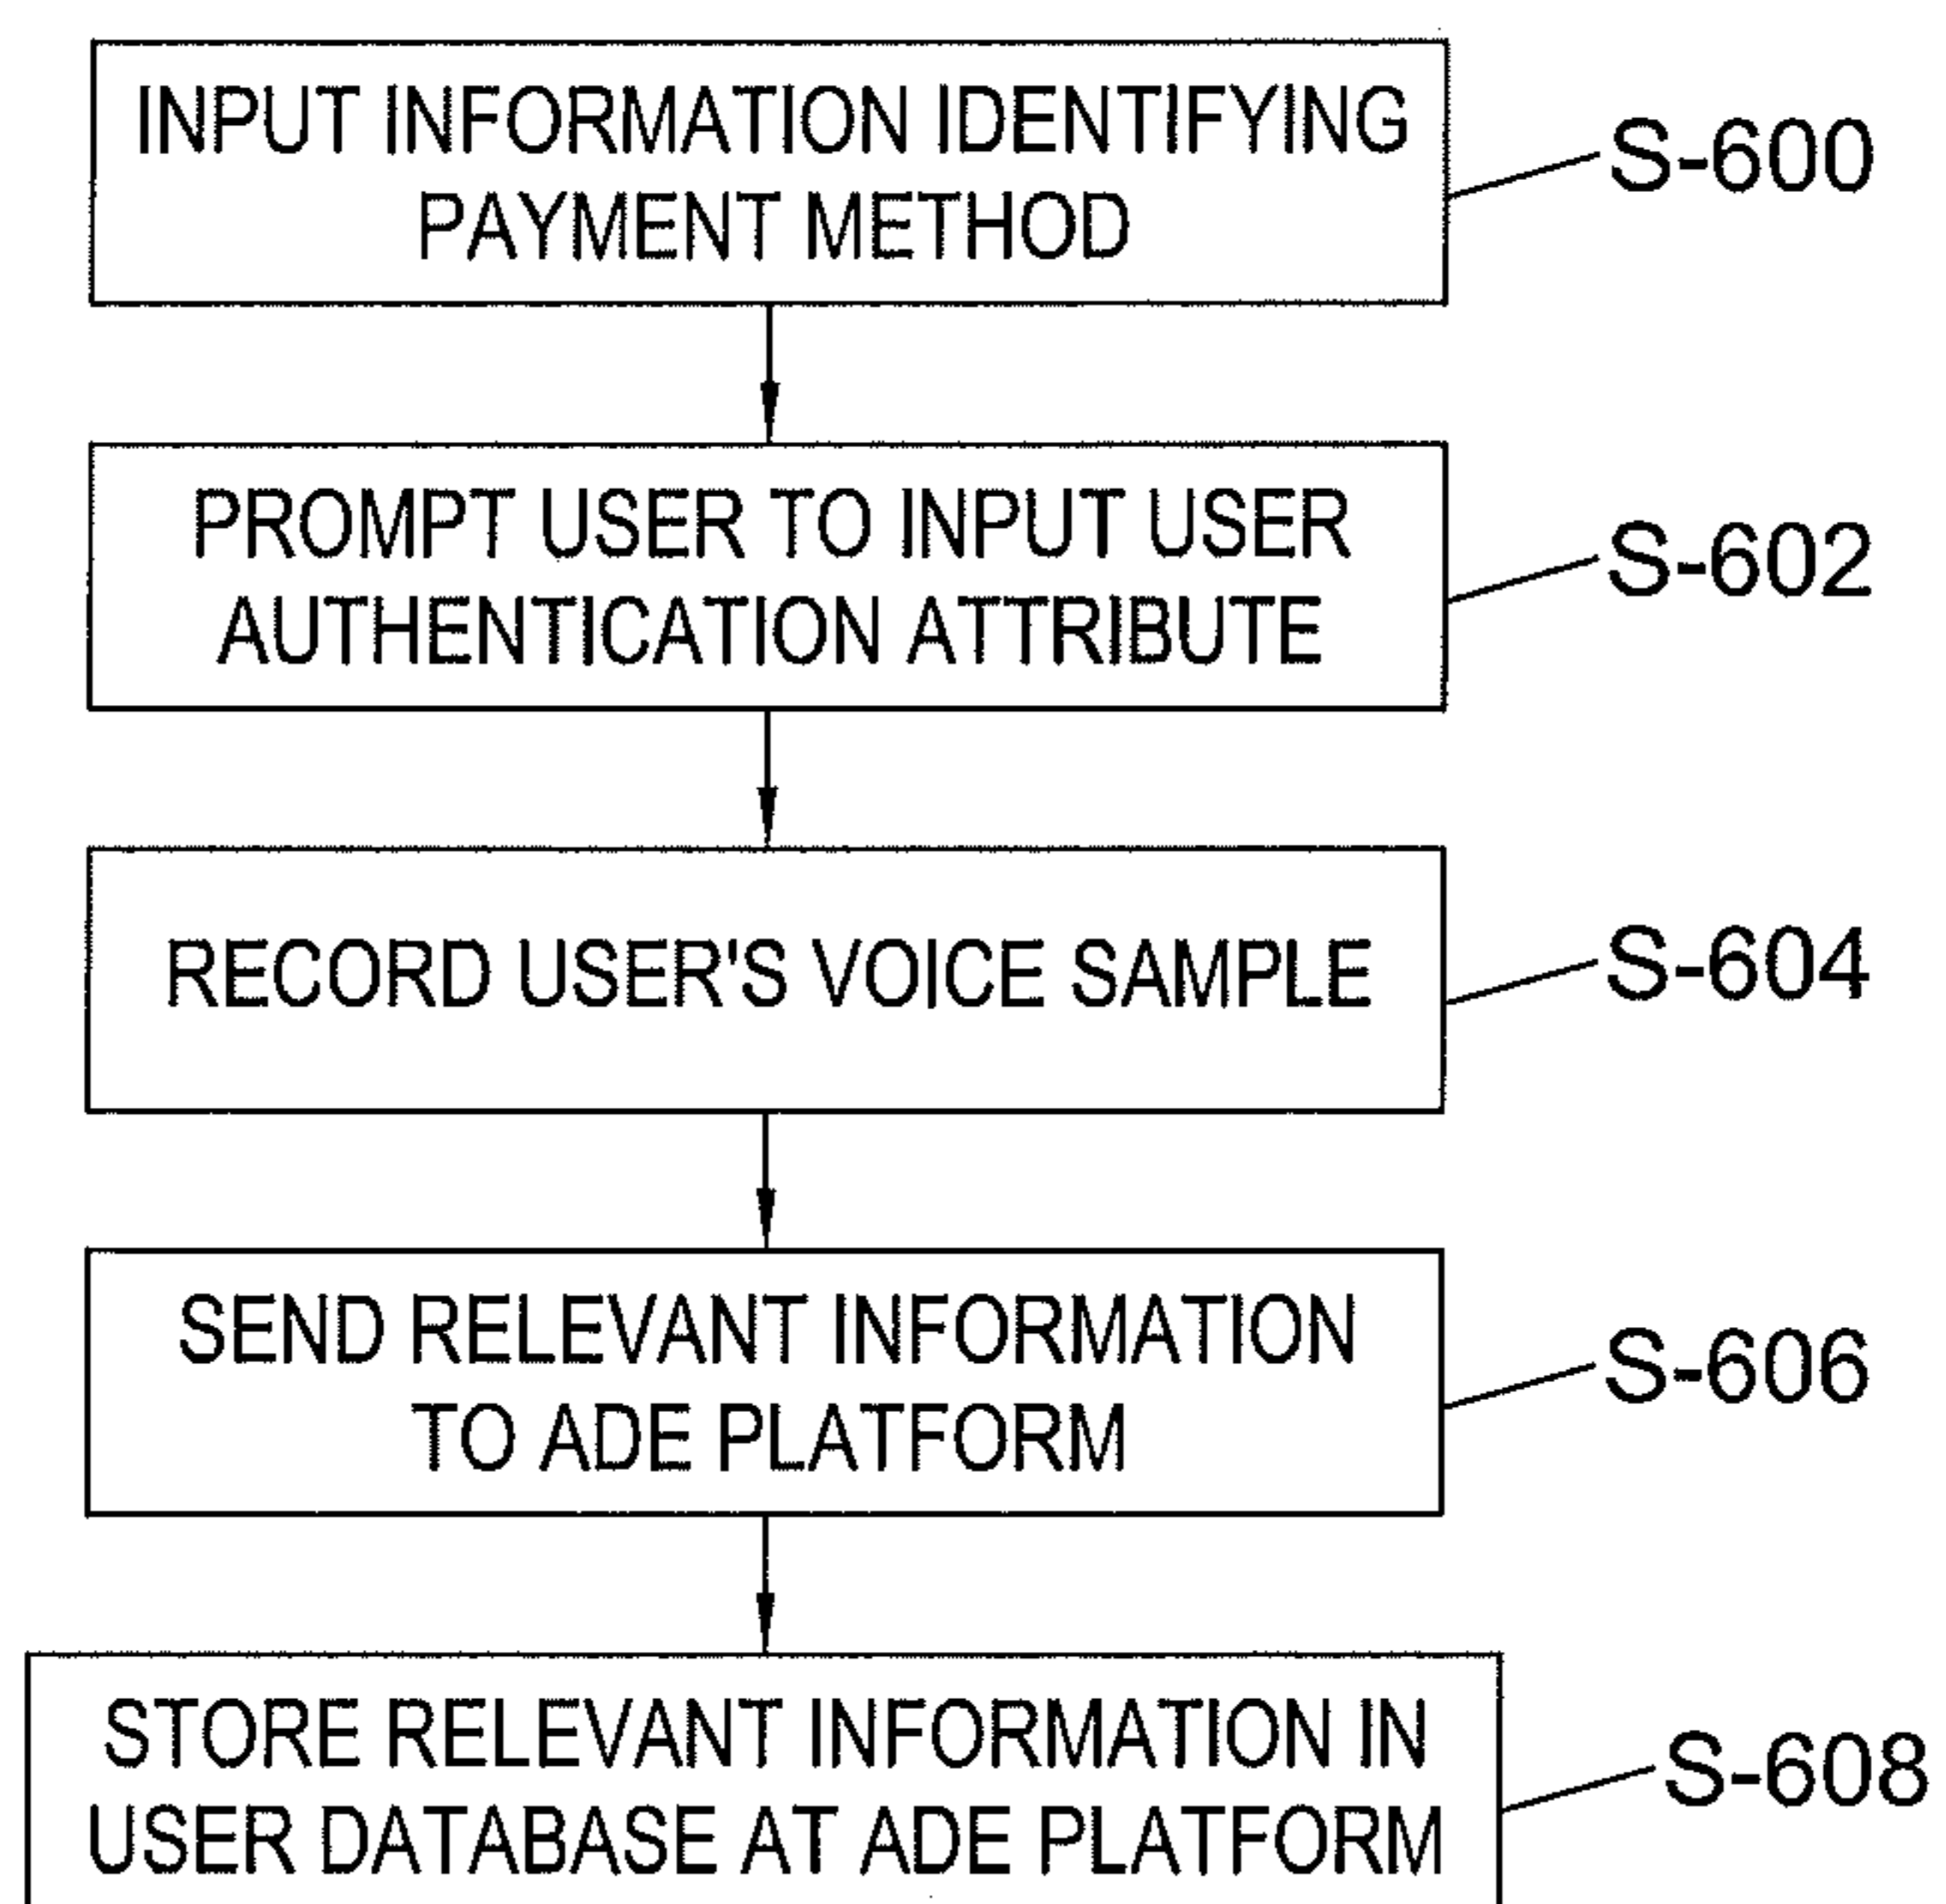 INPUT INFORMATION IDENTIFYING
PAYMENT METHOD
S-600
PROMPT USER TO INPUT USER
AUTHENTICATION ATTRIBUTE
S-602
RECORD USER'S VOICE SAMPLE
S-604
SEND RELEVANT INFORMATION
TO ADE PLATFORM
S-606
STORE RELEVANT INFORMATION IN
USER DATABASE AT ADE PLATFORM
S-608